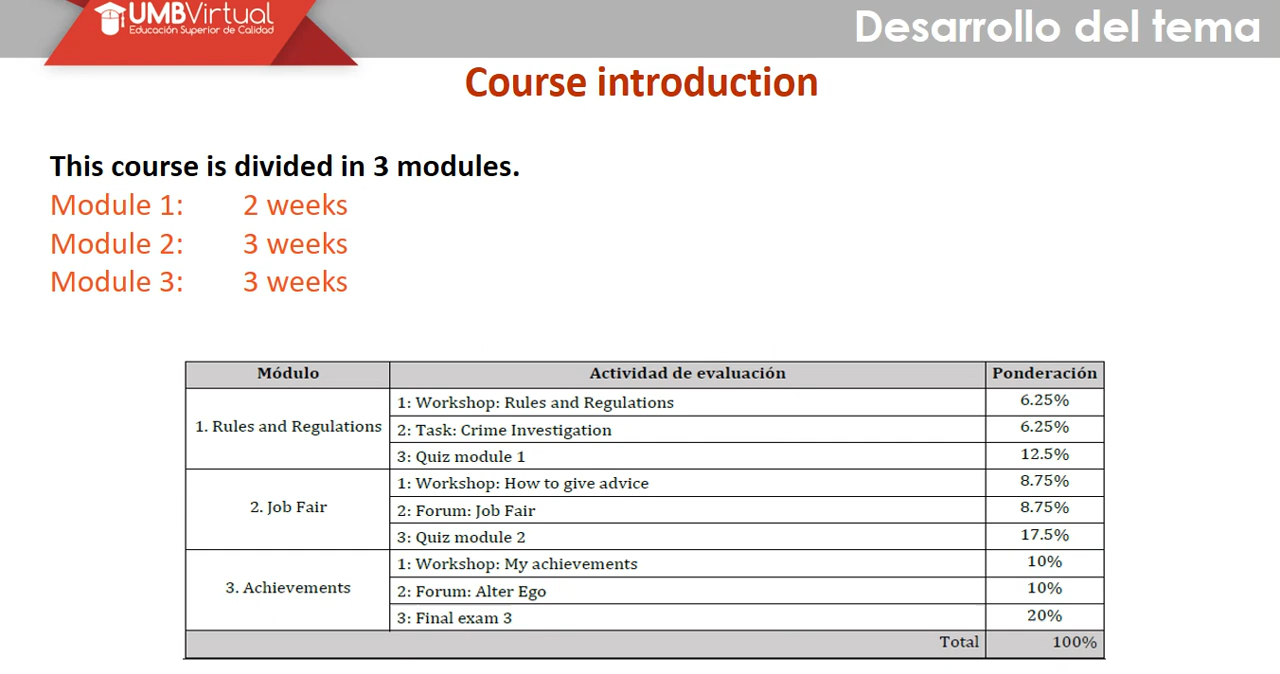 UMBVirtual
Educación Superior de Calidad
Desarrollo del tema
Course introduction
This course is divided in 3 modules.
Module 1: 2 weeks
Module 2: 3 weeks
Module 3: 3 weeks
Módulo Actividad de evaluación Ponderación
1. Rules and Regulations
1: Workshop: Rules and Regulations 6.25%
2: Task: Crime Investigation 6.25%
3: Quiz module 1 12.5%
2. Job Fair
1: Workshop: How to give advice 8.75%
2: Forum: Job Fair 8.75%
3: Quiz module 2 17.5%
3. Achievements
1: Workshop: My achievements 10%
2: Forum: Alter Ego 10%
3: Final exam 3 20%
Total 100%